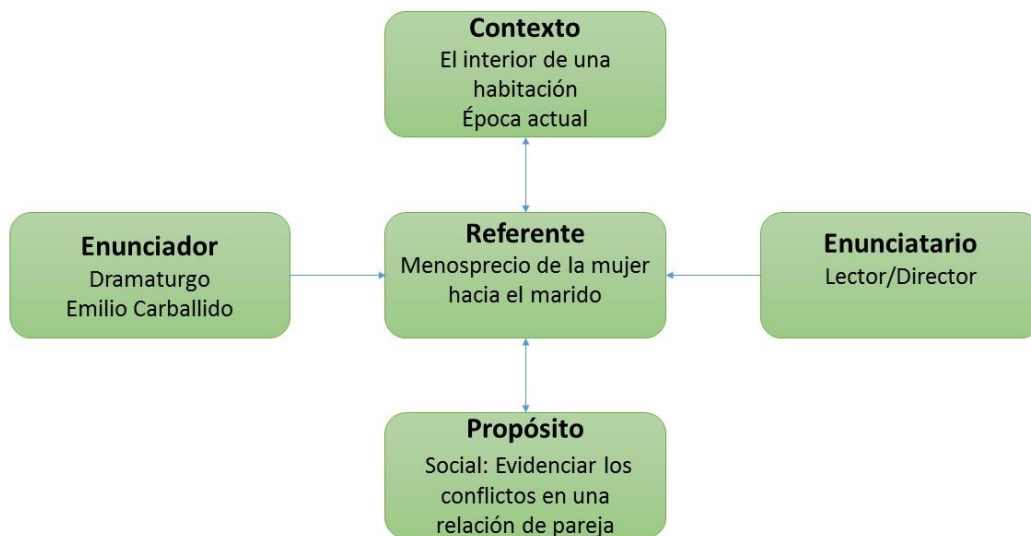 Contexto
El interior de una
habitación
Época actual
Enunciador
Dramaturgo
Emilio Carballido
Referente
Menosprecio de la mujer
hacia el marido
Enunciatario
Lector/Director
Propósito
Social: Evidenciar los
conflictos en una
relación de pareja